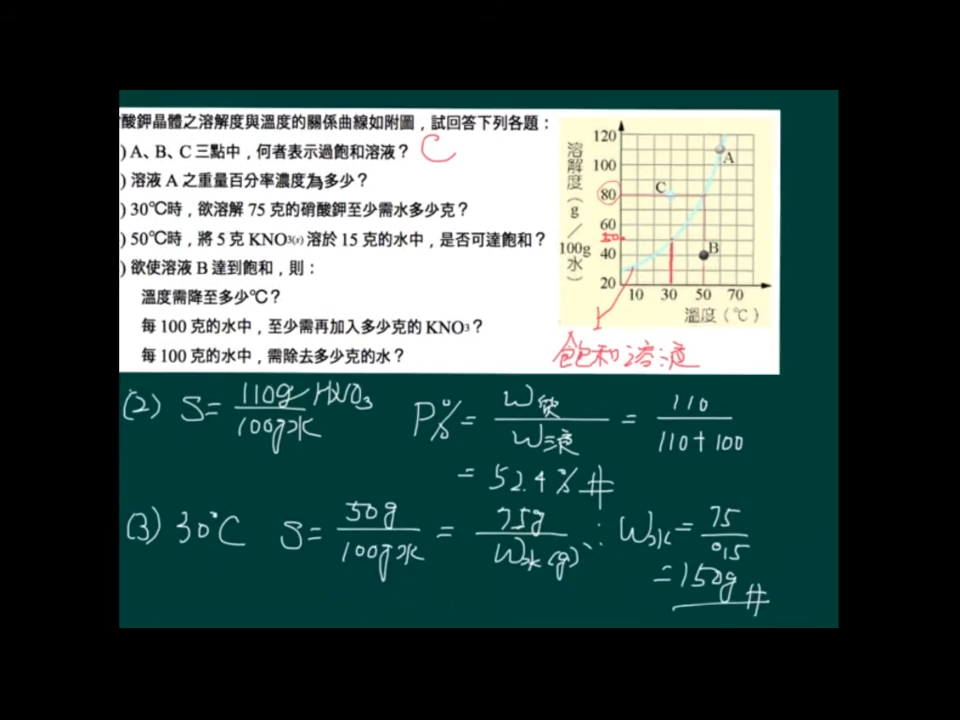 酸鉀晶體之溶解度與溫度的關係曲線如附圖，試回答下列各題：
) A、B、C 三點中，何者表示過飽和溶液？ C
) 溶液 A 之重量百分率濃度為多少？
) 30℃時，欲溶解 75 克的硝酸鉀至少需水多少克？
) 50℃時，將 5 克 KNO3(s) 溶於 15 克的水中，是否可達飽和？
) 欲使溶液 B 達到飽和，則：
溫度需降至多少℃？
每 100 克的水中，至少需再加入多少克的 KNO3？
每 100 克的水中，需除去多少克的水？
溶解度（g／100g水）
120
100
80
60
50
40
20
A
C
B
10 30 50 70
溫度（℃）
飽和溶液
(2) S= 110g HNO3 / 100g水 P% = W質 / W液 = 110 / 110+100
= 52.4% #
(3) 30°C S= 50g / 100g水 = 75g / W水(g) ∴ W水 = 75 / 0.5
= 150g #